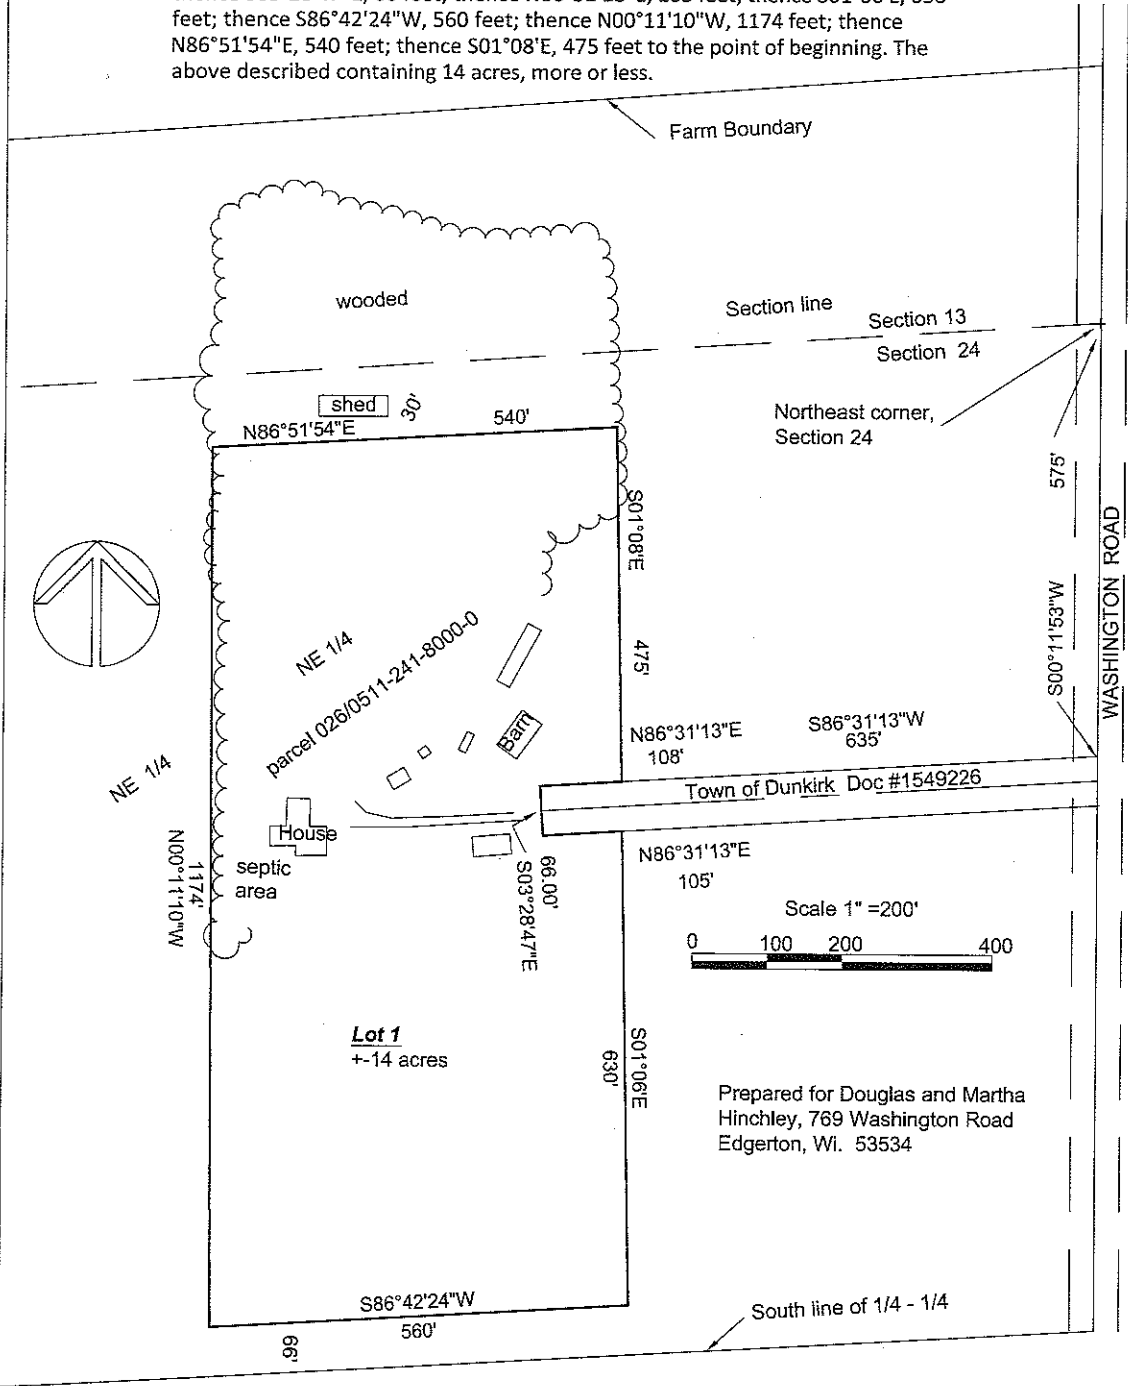 feet; thence S86°42'24"W, 560 feet; thence N00°11'10"W, 1174 feet; thence
N86°51'54"E, 540 feet; thence S01°08'E, 475 feet to the point of beginning. The
above described containing 14 acres, more or less.
Farm Boundary
wooded
Section line
Section 13
Section 24
shed
30'
540'
N86°51'54"E
Northeast corner,
Section 24
575'
S01°08'E
WASHINGTON ROAD
NE 1/4
parcel 026/0511-241-8000-0
475'
S00°11'53"W
Barn
N86°31'13"E
108'
S86°31'13"W
635'
NE 1/4
Town of Dunkirk Doc #1549226
House
septic
area
1174'
N00°11'10"W
66.00'
S03°28'47"E
N86°31'13"E
105'
Scale 1" =200'
0 100 200 400
Lot 1
+-14 acres
630'
S01°06'E
Prepared for Douglas and Martha
Hinchley, 769 Washington Road
Edgerton, Wi. 53534
S86°42'24"W
560'
South line of 1/4 - 1/4
66'